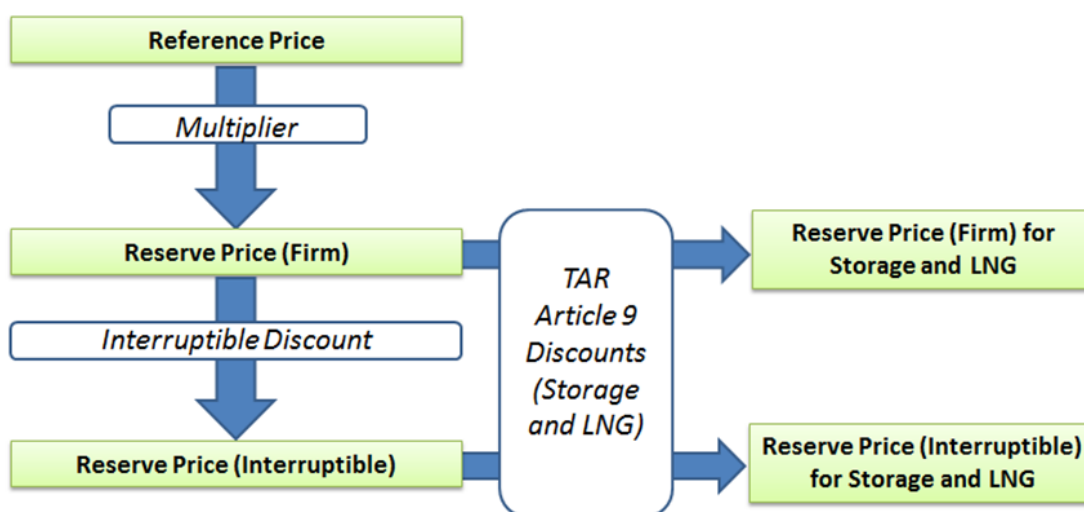 Reference Price
Multiplier
Reserve Price (Firm)
Interruptible Discount
Reserve Price (Interruptible)
TAR
Article 9
Discounts
(Storage
and LNG)
Reserve Price (Firm) for
Storage and LNG
Reserve Price (Interruptible)
for Storage and LNG